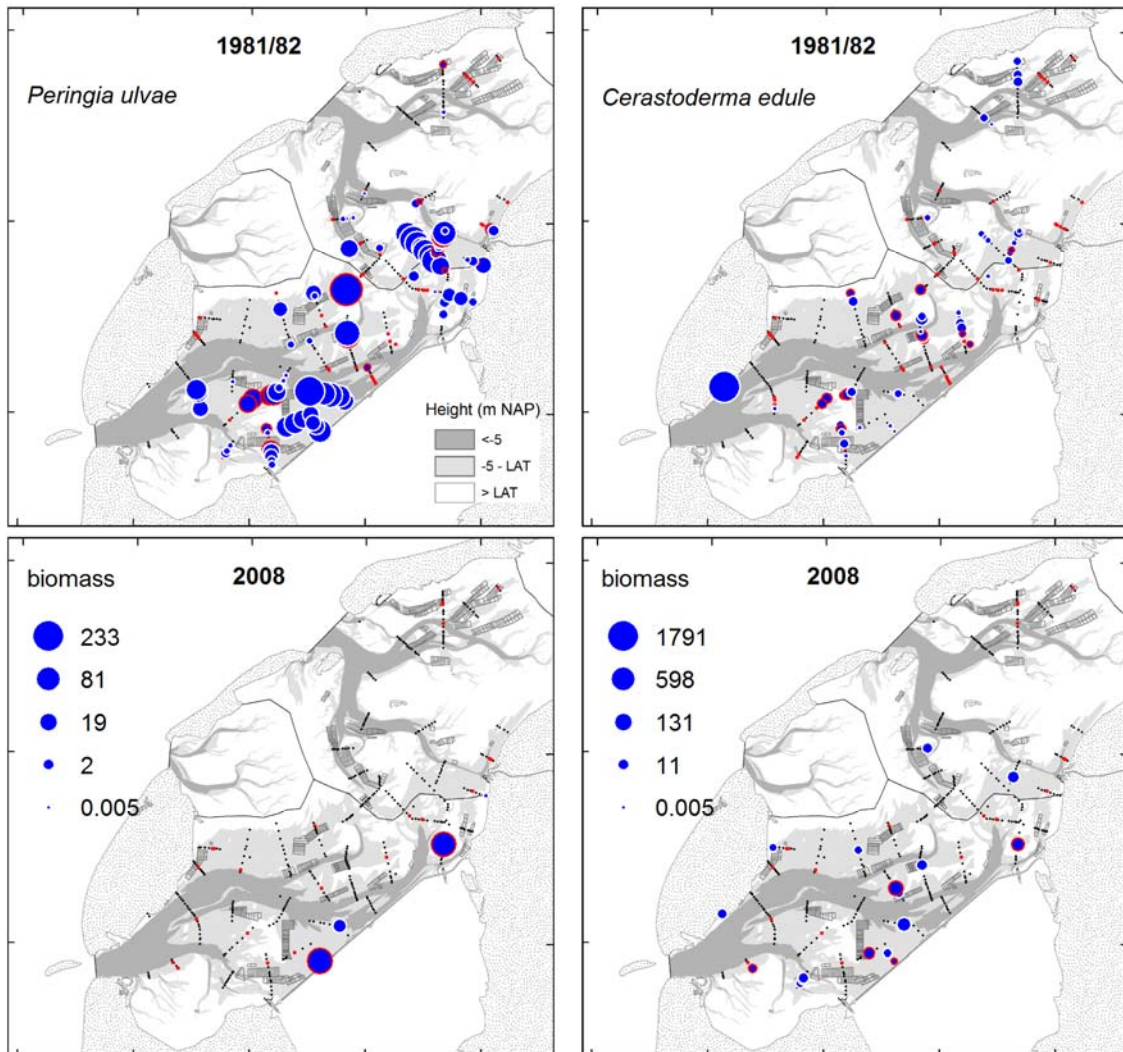 1981/82
Peringia ulvae
Height (m NAP)
<-5
-5 - LAT
> LAT
1981/82
Cerastoderma edule
2008
biomass
233
81
19
2
0.005
2008
biomass
1791
598
131
11
0.005